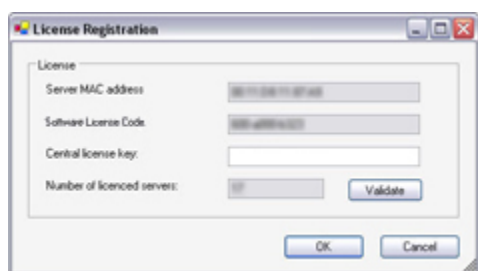 License Registration
License
Server MAC address
Software License Code
Central license key:
Number of licenced servers:
Validate
OK
Cancel